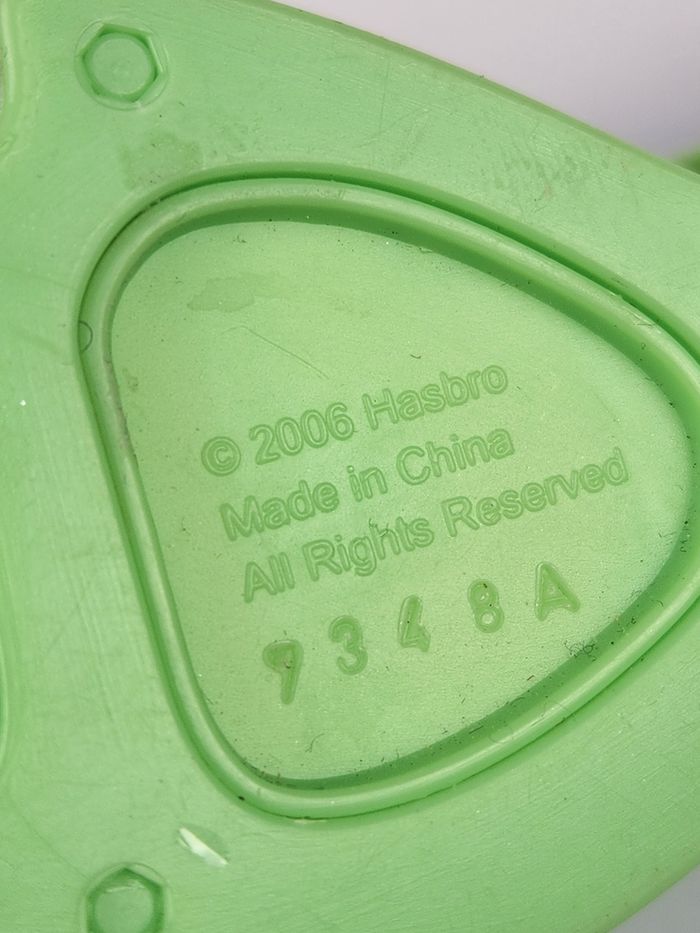 © 2006 Hasbro
Made in China
All Rights Reserved
9348A